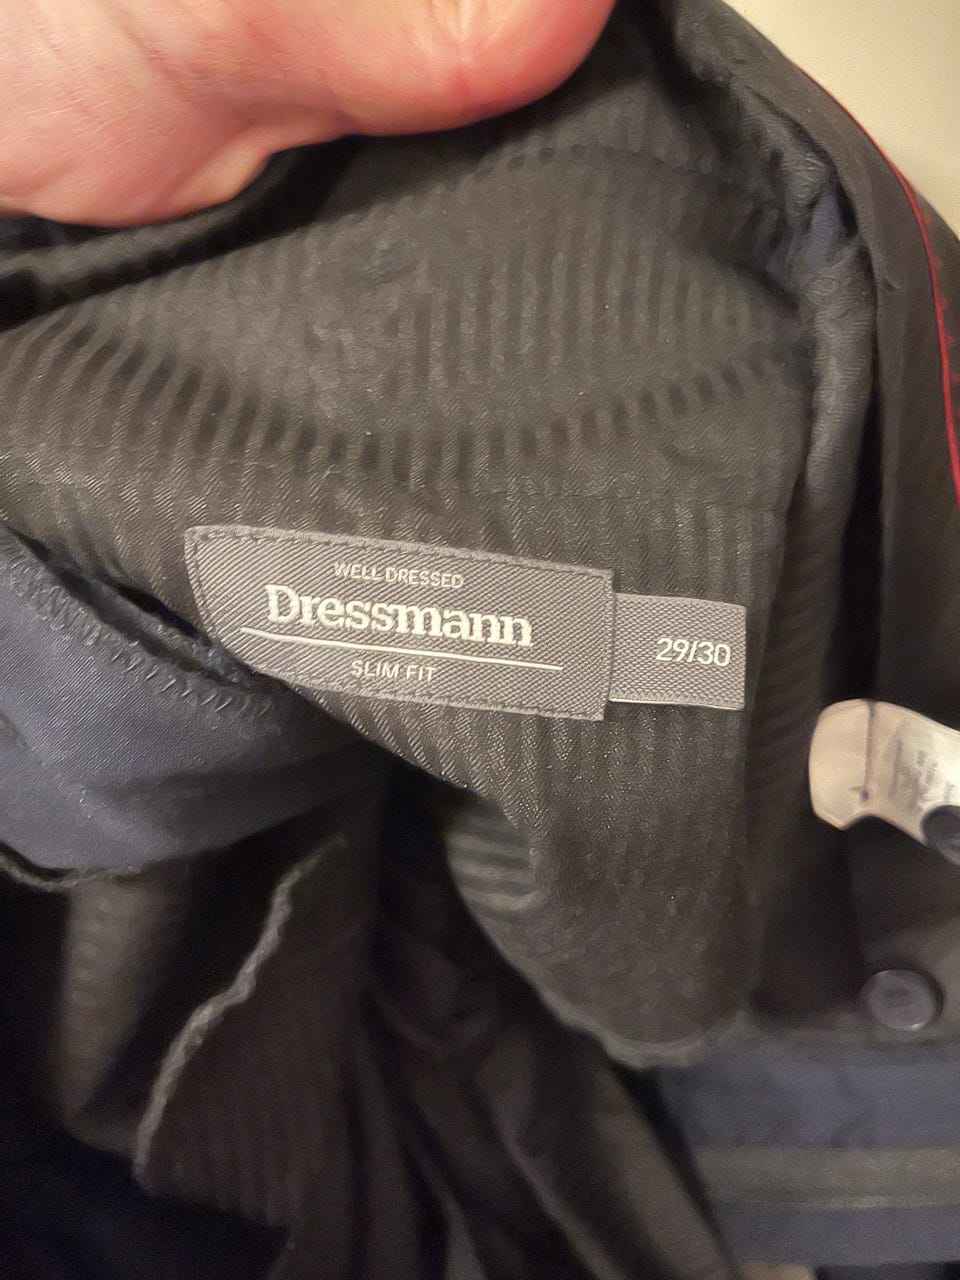 WELL DRESSED
Dressmann
SLIM FIT
29/30